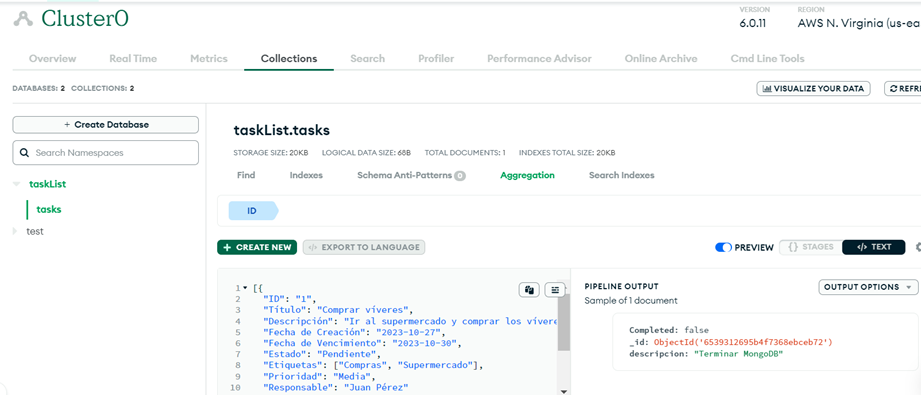 Cluster0
VERSION
6.0.11
REGION
AWS N. Virginia (us-ea
Overview Real Time Metrics Collections Search Profiler Performance Advisor Online Archive Cmd Line Tools
DATABASES: 2 COLLECTIONS: 2
VISUALIZE YOUR DATA
REFR
+ Create Database
Search Namespaces
taskList
tasks
test
taskList.tasks
STORAGE SIZE: 20KB LOGICAL DATA SIZE: 68B TOTAL DOCUMENTS: 1 INDEXES TOTAL SIZE: 20KB
Find Indexes Schema Anti-Patterns 0 Aggregation Search Indexes
ID
+ CREATE NEW
</> EXPORT TO LANGUAGE
PREVIEW
{} STAGES
</> TEXT
1 [{
2 "ID": "1",
3 "Título": "Comprar víveres",
4 "Descripción": "Ir al supermercado y comprar los vívere
5 "Fecha de Creación": "2023-10-27",
6 "Fecha de Vencimiento": "2023-10-30",
7 "Estado": "Pendiente",
8 "Etiquetas": ["Compras", "Supermercado"],
9 "Prioridad": "Media",
10 "Responsable": "Juan Pérez"
PIPELINE OUTPUT
Sample of 1 document
OUTPUT OPTIONS
Completed: false
_id: ObjectId('6539312695b4f7368ebceb72')
descripcion: "Terminar MongoDB"